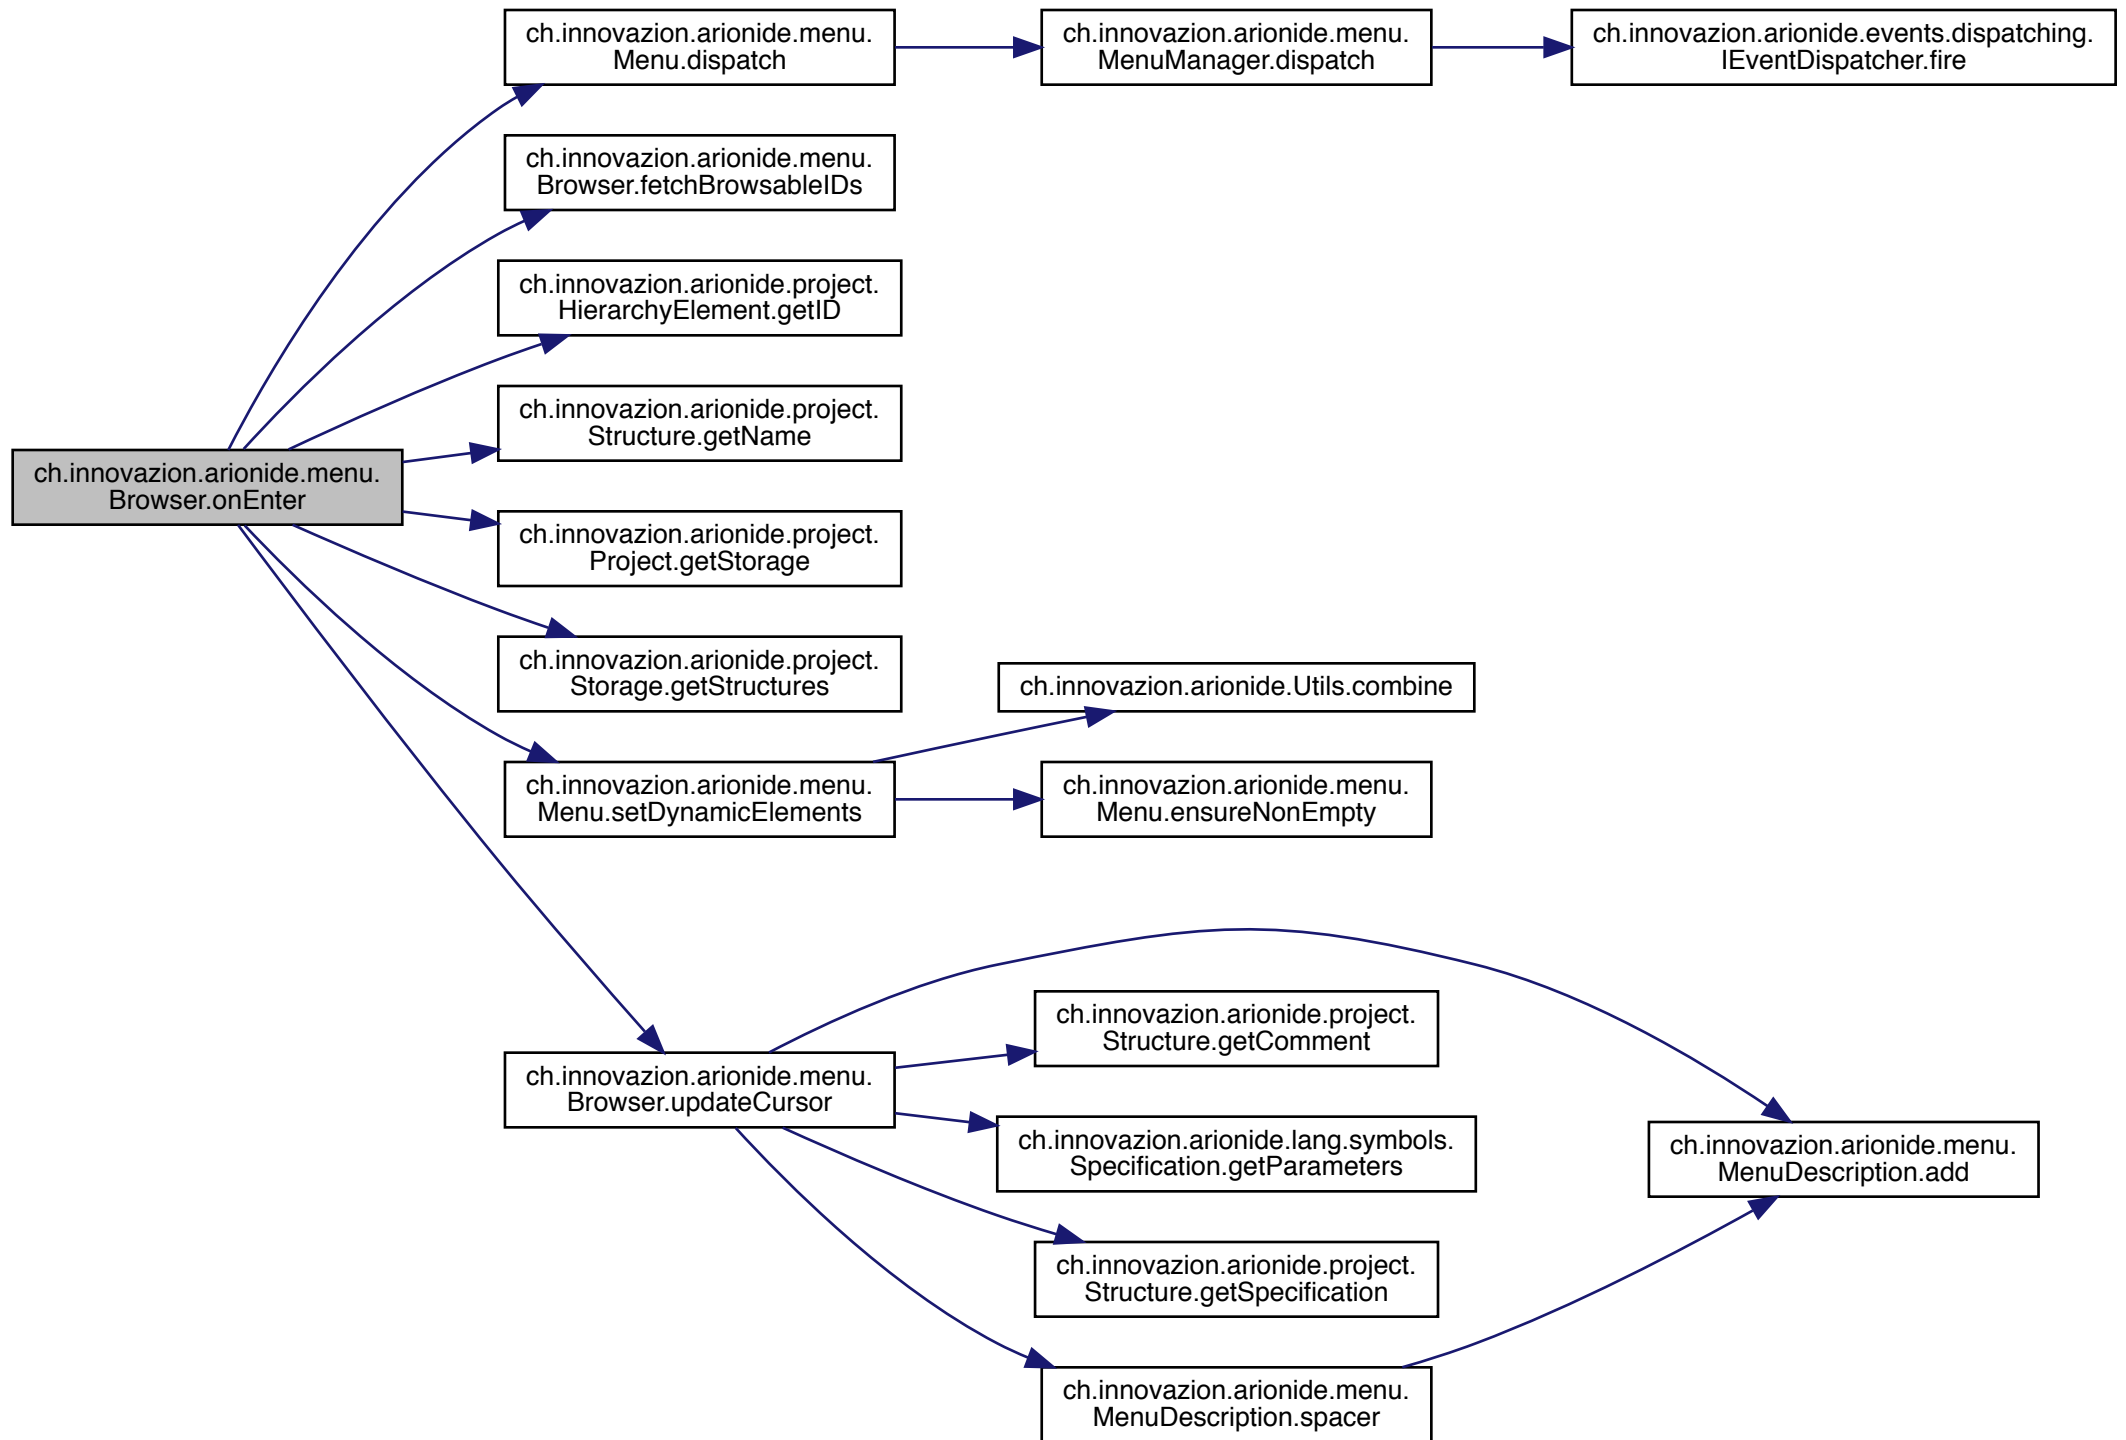 ch.innovazion.arionide.menu.
Browser.onEnter
ch.innovazion.arionide.menu.
Menu.dispatch
ch.innovazion.arionide.menu.
MenuManager.dispatch
ch.innovazion.arionide.events.dispatching.
IEventDispatcher.fire
ch.innovazion.arionide.menu.
Browser.fetchBrowsableIDs
ch.innovazion.arionide.project.
HierarchyElement.getID
ch.innovazion.arionide.project.
Structure.getName
ch.innovazion.arionide.project.
Project.getStorage
ch.innovazion.arionide.project.
Storage.getStructures
ch.innovazion.arionide.menu.
Menu.setDynamicElements
ch.innovazion.arionide.Utils.combine
ch.innovazion.arionide.menu.
Menu.ensureNonEmpty
ch.innovazion.arionide.menu.
Browser.updateCursor
ch.innovazion.arionide.project.
Structure.getComment
ch.innovazion.arionide.lang.symbols.
Specification.getParameters
ch.innovazion.arionide.project.
Structure.getSpecification
ch.innovazion.arionide.menu.
MenuDescription.spacer
ch.innovazion.arionide.menu.
MenuDescription.add